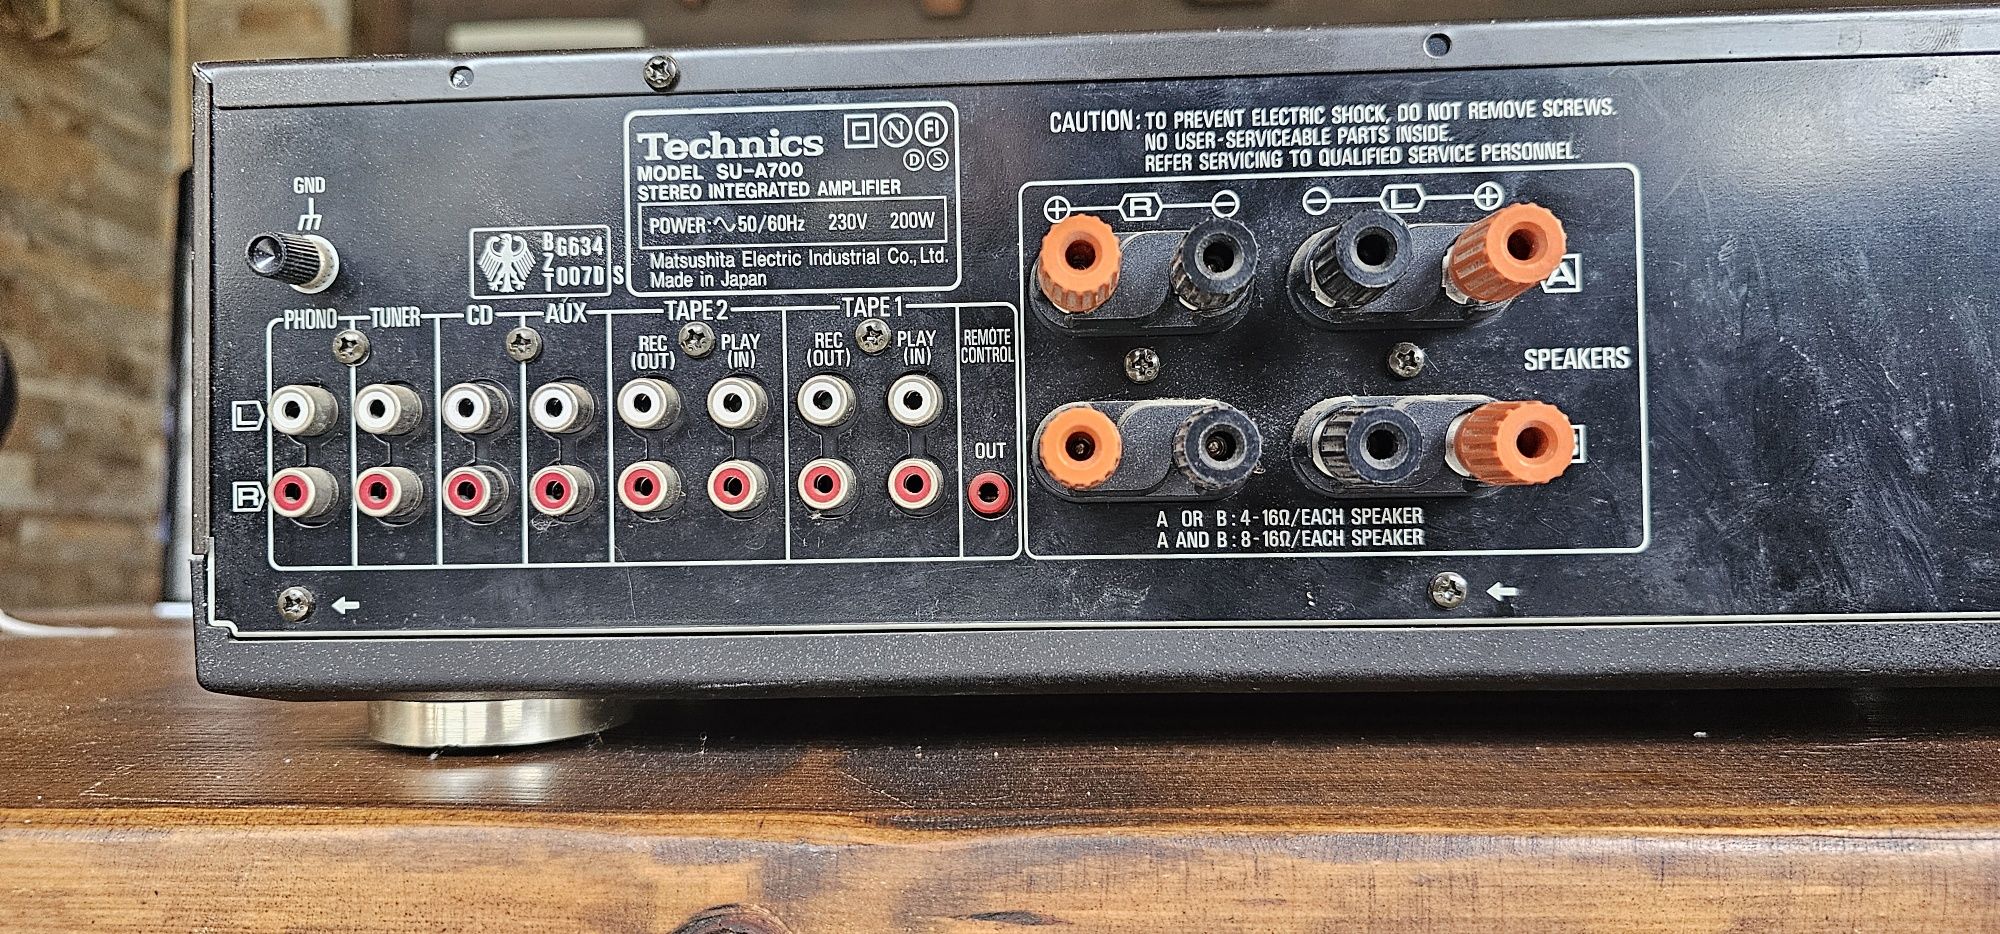 Technics
MODEL SU-A700
STEREO INTEGRATED AMPLIFIER
N FI
D S
POWER: 50/60Hz 230V 200W
Matsushita Electric Industrial Co., Ltd.
Made in Japan
CAUTION: TO PREVENT ELECTRIC SHOCK, DO NOT REMOVE SCREWS.
NO USER-SERVICEABLE PARTS INSIDE.
REFER SERVICING TO QUALIFIED SERVICE PERSONNEL.
GND
BZT G634
007D S
PHONO TUNER CD AUX TAPE 2 TAPE 1
REC (OUT) PLAY (IN) REC (OUT) PLAY (IN)
REMOTE CONTROL
OUT
L
R
+ R − − L +
A
SPEAKERS
A OR B: 4-16Ω/EACH SPEAKER
A AND B: 8-16Ω/EACH SPEAKER